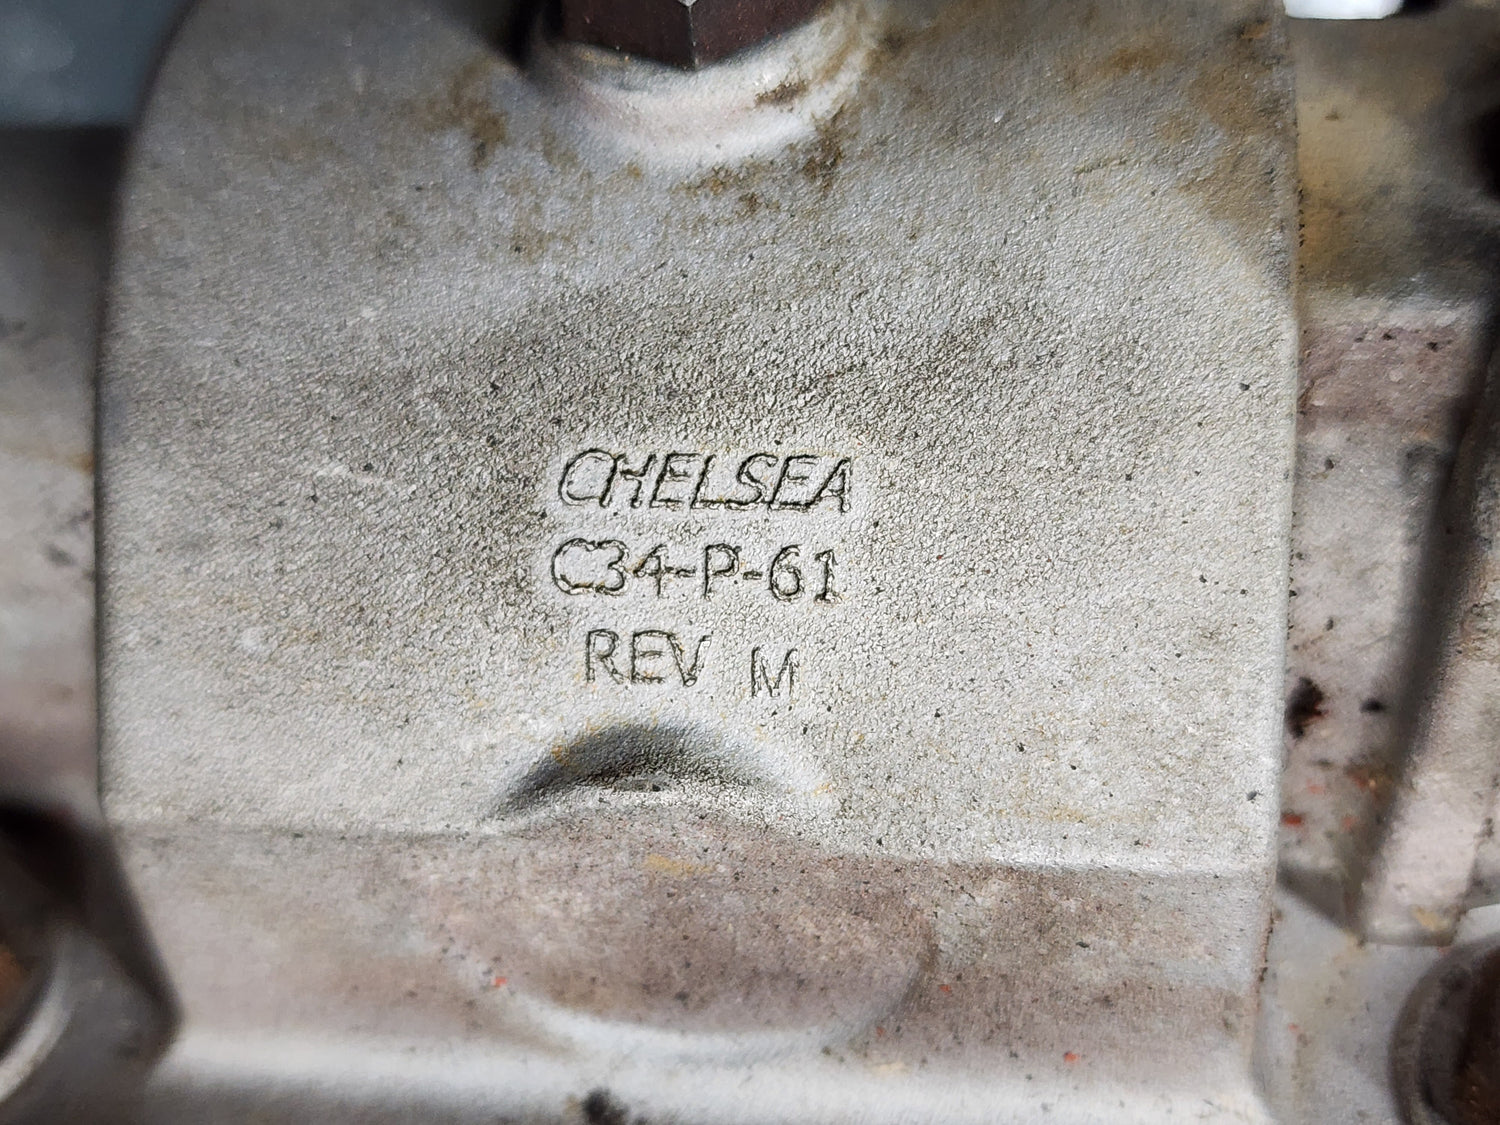 CHELSEA
C34-P-61
REV M